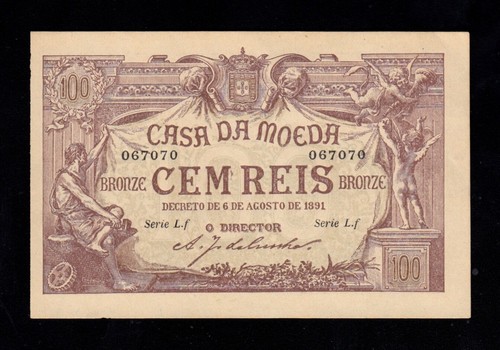 100
CASA DA MOEDA
067070 067070
BRONZE CEM REIS BRONZE
DECRETO DE 6 DE AGOSTO DE 1891
Serie L.f Serie L.f
O DIRECTOR
100